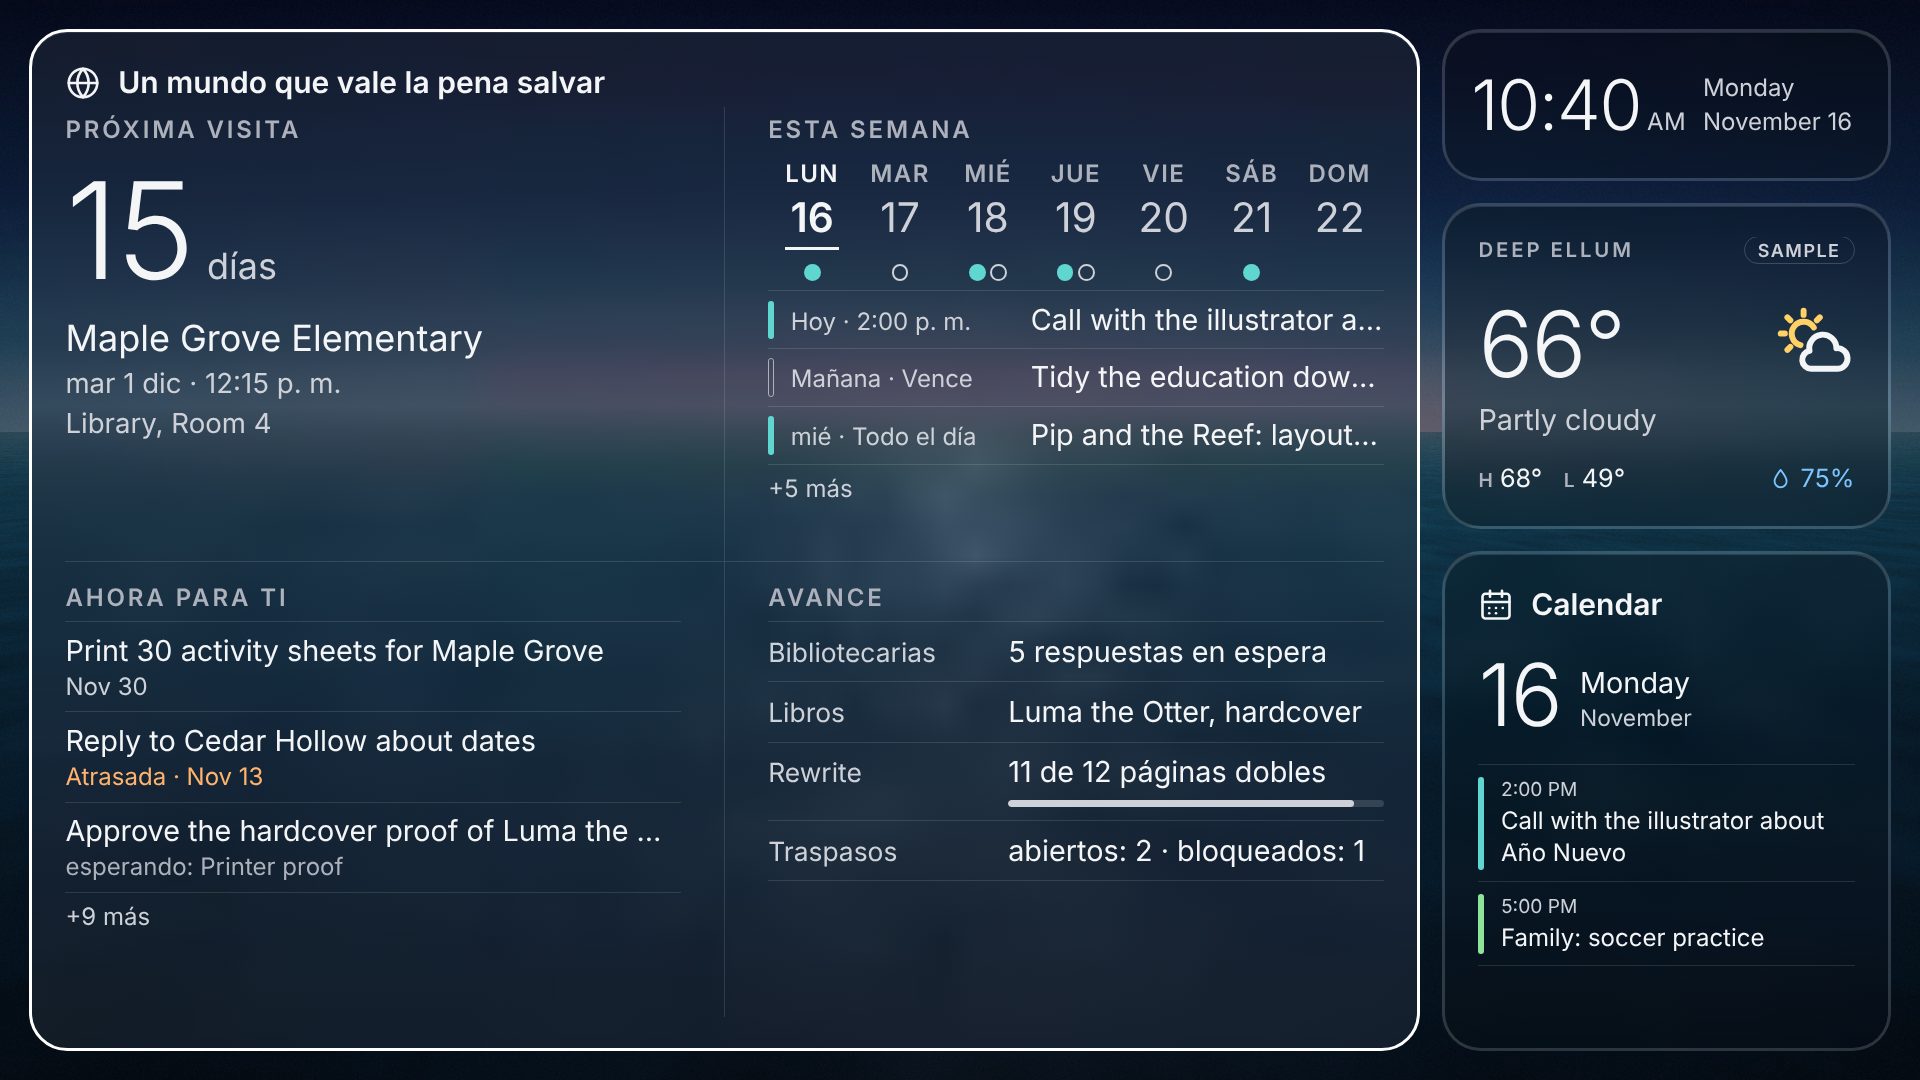 Un mundo que vale la pena salvar
PRÓXIMA VISITA
15 días
Maple Grove Elementary
mar 1 dic · 12:15 p. m.
Library, Room 4
ESTA SEMANA
LUN MAR MIÉ JUE VIE SÁB DOM
16 17 18 19 20 21 22
Hoy · 2:00 p. m. Call with the illustrator a...
Mañana · Vence Tidy the education dow...
mié · Todo el día Pip and the Reef: layout...
+5 más
AHORA PARA TI
Print 30 activity sheets for Maple Grove
Nov 30
Reply to Cedar Hollow about dates
Atrasada · Nov 13
Approve the hardcover proof of Luma the ...
esperando: Printer proof
+9 más
AVANCE
Bibliotecarias 5 respuestas en espera
Libros Luma the Otter, hardcover
Rewrite 11 de 12 páginas dobles
Traspasos abiertos: 2 · bloqueados: 1
10:40 AM
Monday
November 16
DEEP ELLUM SAMPLE
66°
Partly cloudy
H 68° L 49° 75%
Calendar
16
Monday
November
2:00 PM
Call with the illustrator about
Año Nuevo
5:00 PM
Family: soccer practice